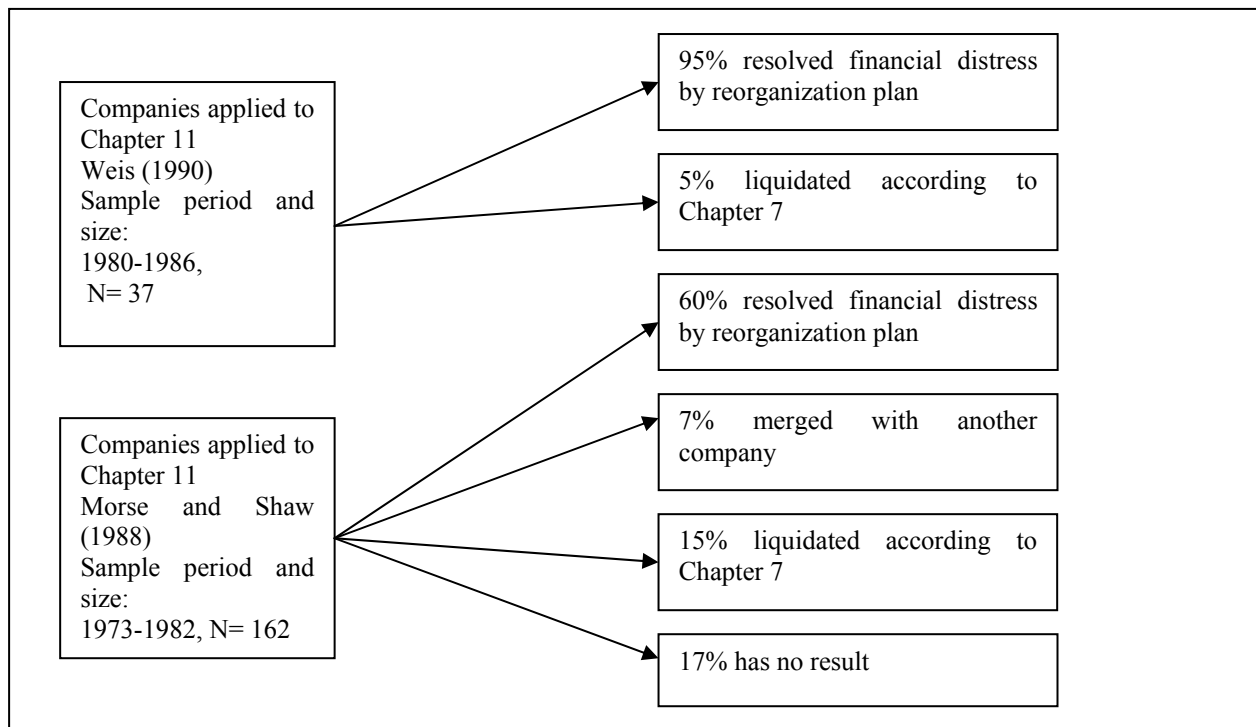 Companies applied to
Chapter 11
Weis (1990)
Sample period and
size:
1980-1986,
N= 37
95% resolved financial distress
by reorganization plan
5% liquidated according to
Chapter 7
Companies applied to
Chapter 11
Morse and Shaw
(1988)
Sample period and
size:
1973-1982, N= 162
60% resolved financial distress
by reorganization plan
7% merged with another
company
15% liquidated according to
Chapter 7
17% has no result